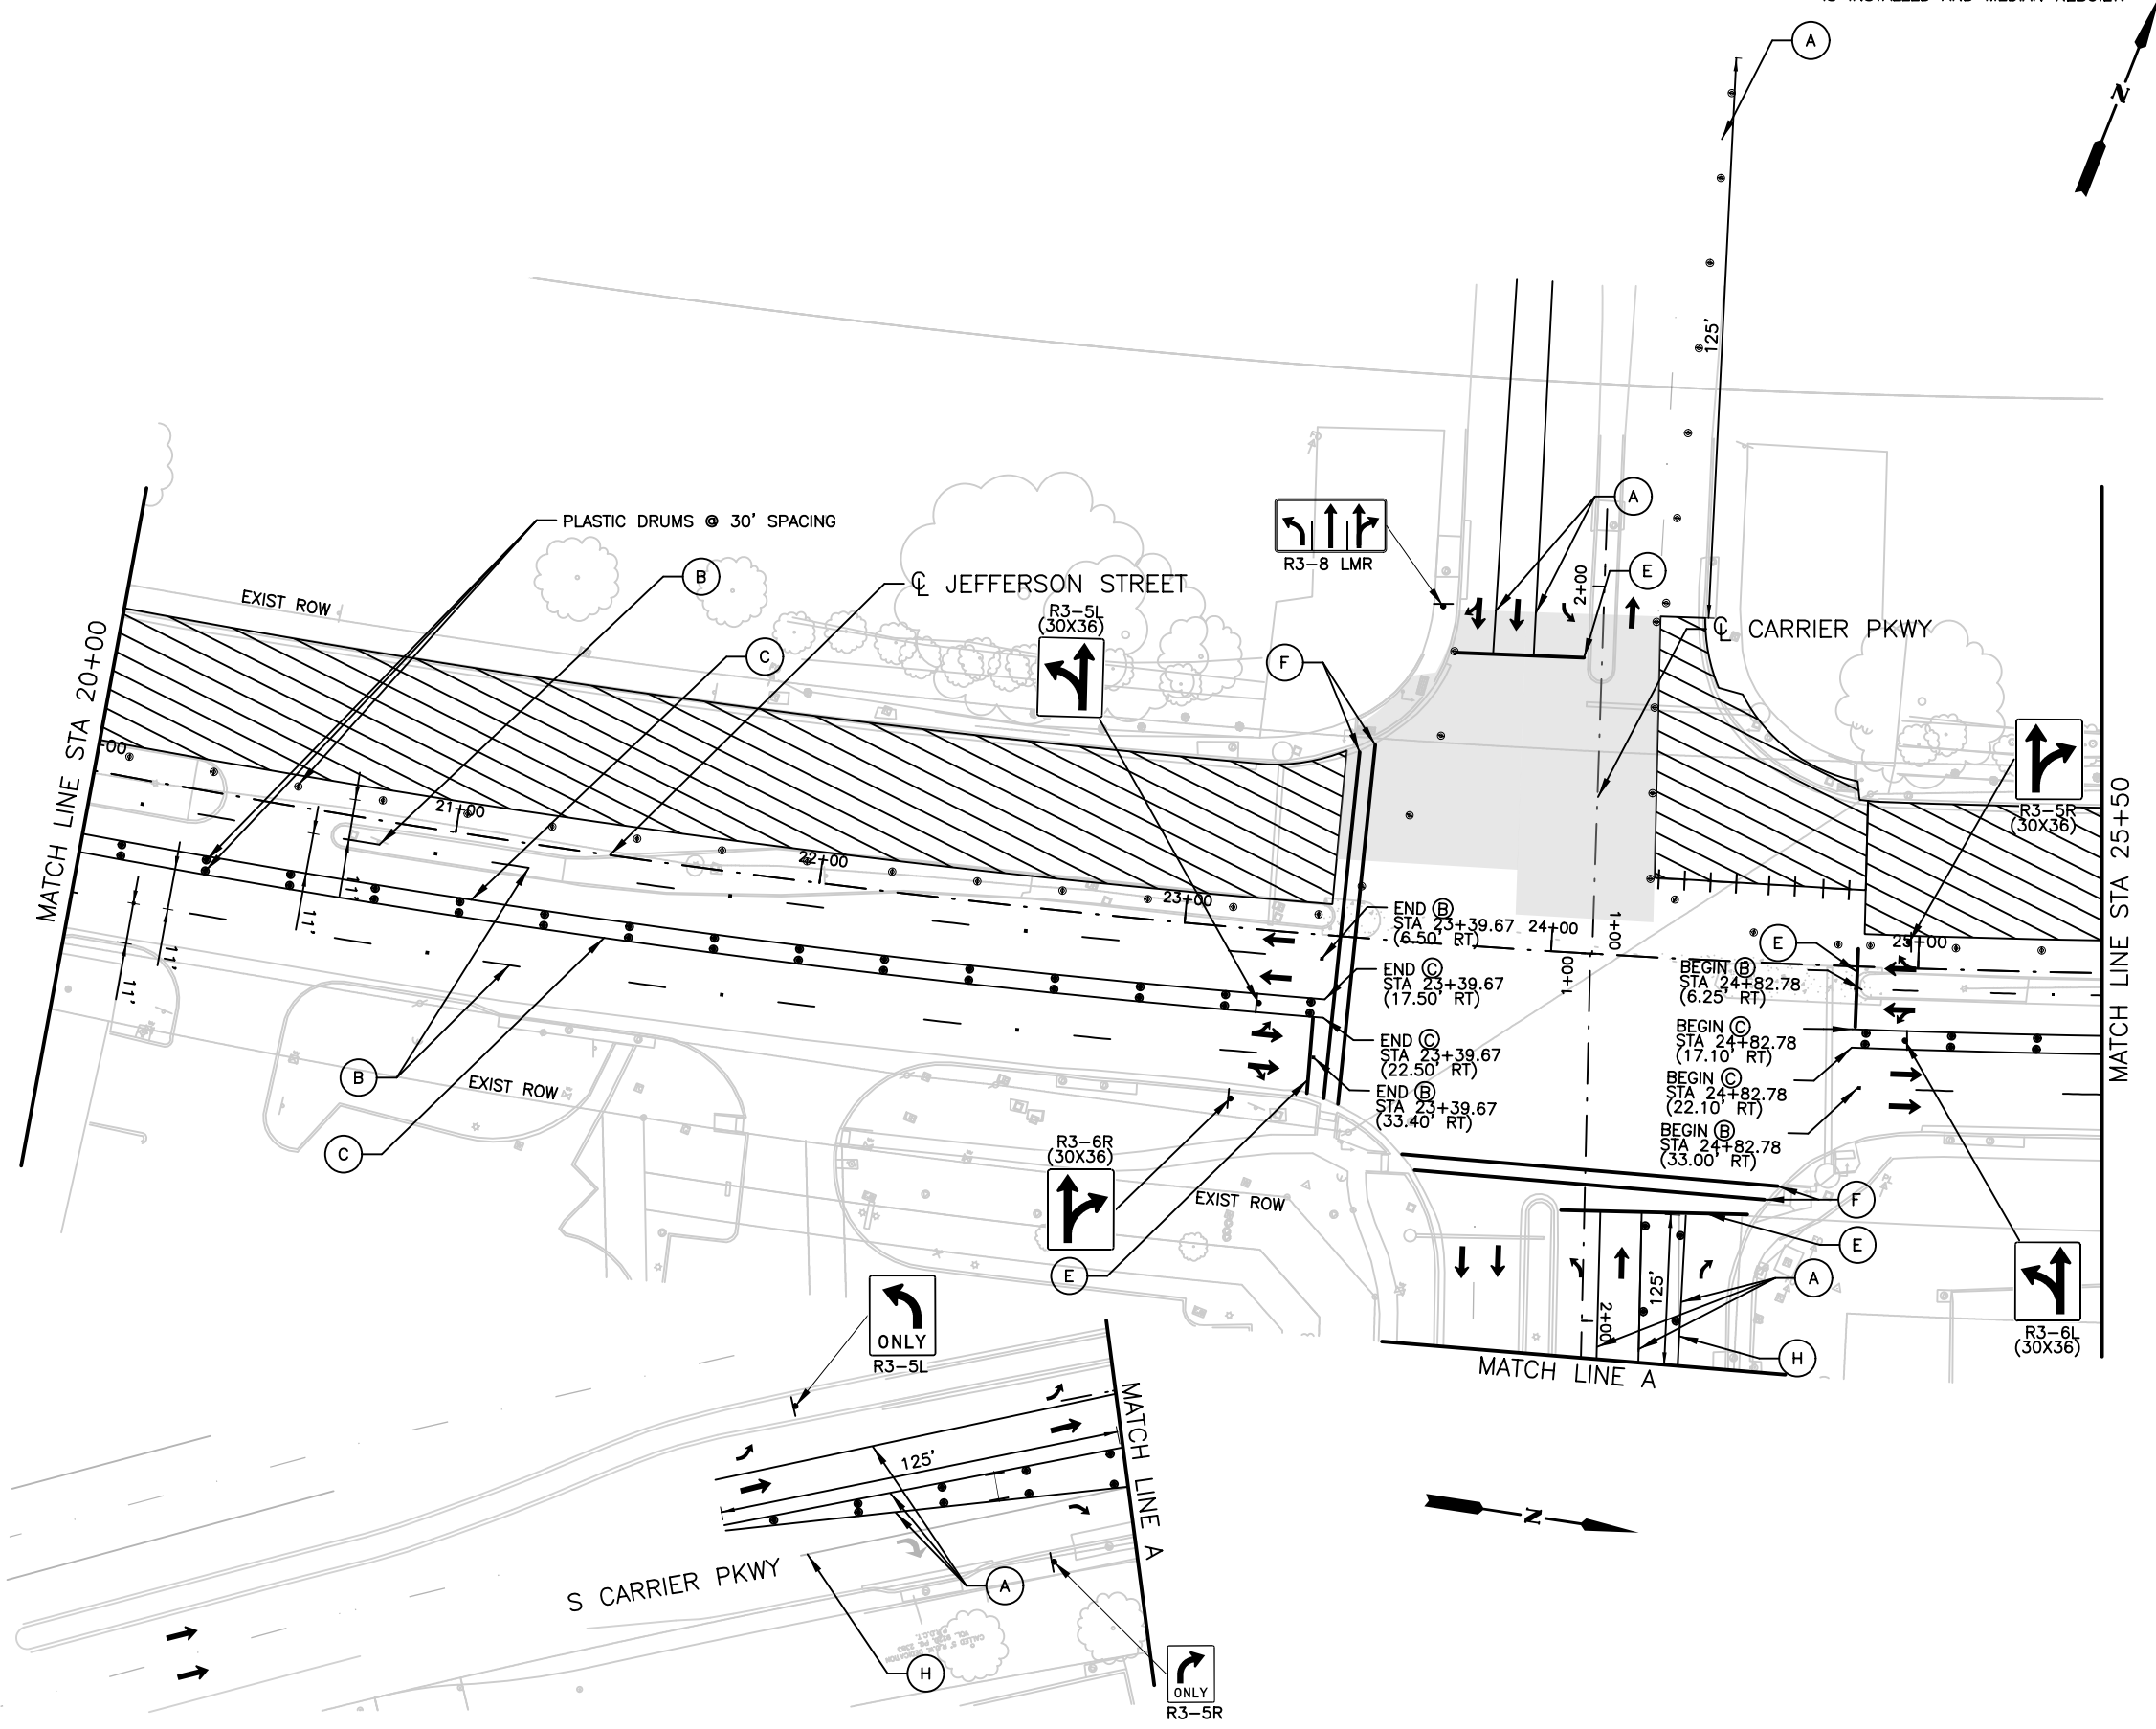 A
N
125'
MATCH LINE STA 20+00
PLASTIC DRUMS @ 30' SPACING
EXIST ROW
B
C
℄ JEFFERSON STREET
R3-5L
(30X36)
R3-8 LMR
F
A
E
2+00
℄ CARRIER PKWY
R3-5R
(30X36)
MATCH LINE STA 25+50
21+00
22+00
23+00
24+00
25+00
1+00
1+00
11'
11'
11'
11'
END B
STA 23+39.67
(6.50' RT)
END C
STA 23+39.67
(17.50' RT)
END C
STA 23+39.67
(22.50' RT)
END B
STA 23+39.67
(33.40' RT)
E
BEGIN B
STA 24+82.78
(6.25' RT)
BEGIN C
STA 24+82.78
(17.10' RT)
BEGIN C
STA 24+82.78
(22.10' RT)
BEGIN B
STA 24+82.78
(33.00' RT)
B
EXIST ROW
C
R3-6R
(30X36)
EXIST ROW
E
F
E
A
H
125'
2+00
R3-6L
(30X36)
MATCH LINE A
ONLY
R3-5L
MATCH LINE A
125'
S CARRIER PKWY
A
H
N
ONLY
R3-5R